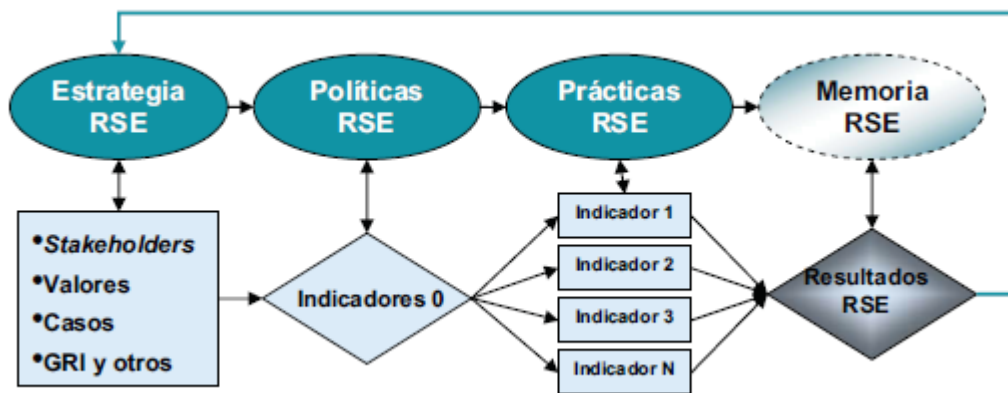 Estrategia
RSE
Políticas
RSE
Prácticas
RSE
Memoria
RSE
•Stakeholders
•Valores
•Casos
•GRI y otros
Indicadores 0
Indicador 1
Indicador 2
Indicador 3
Indicador N
Resultados
RSE